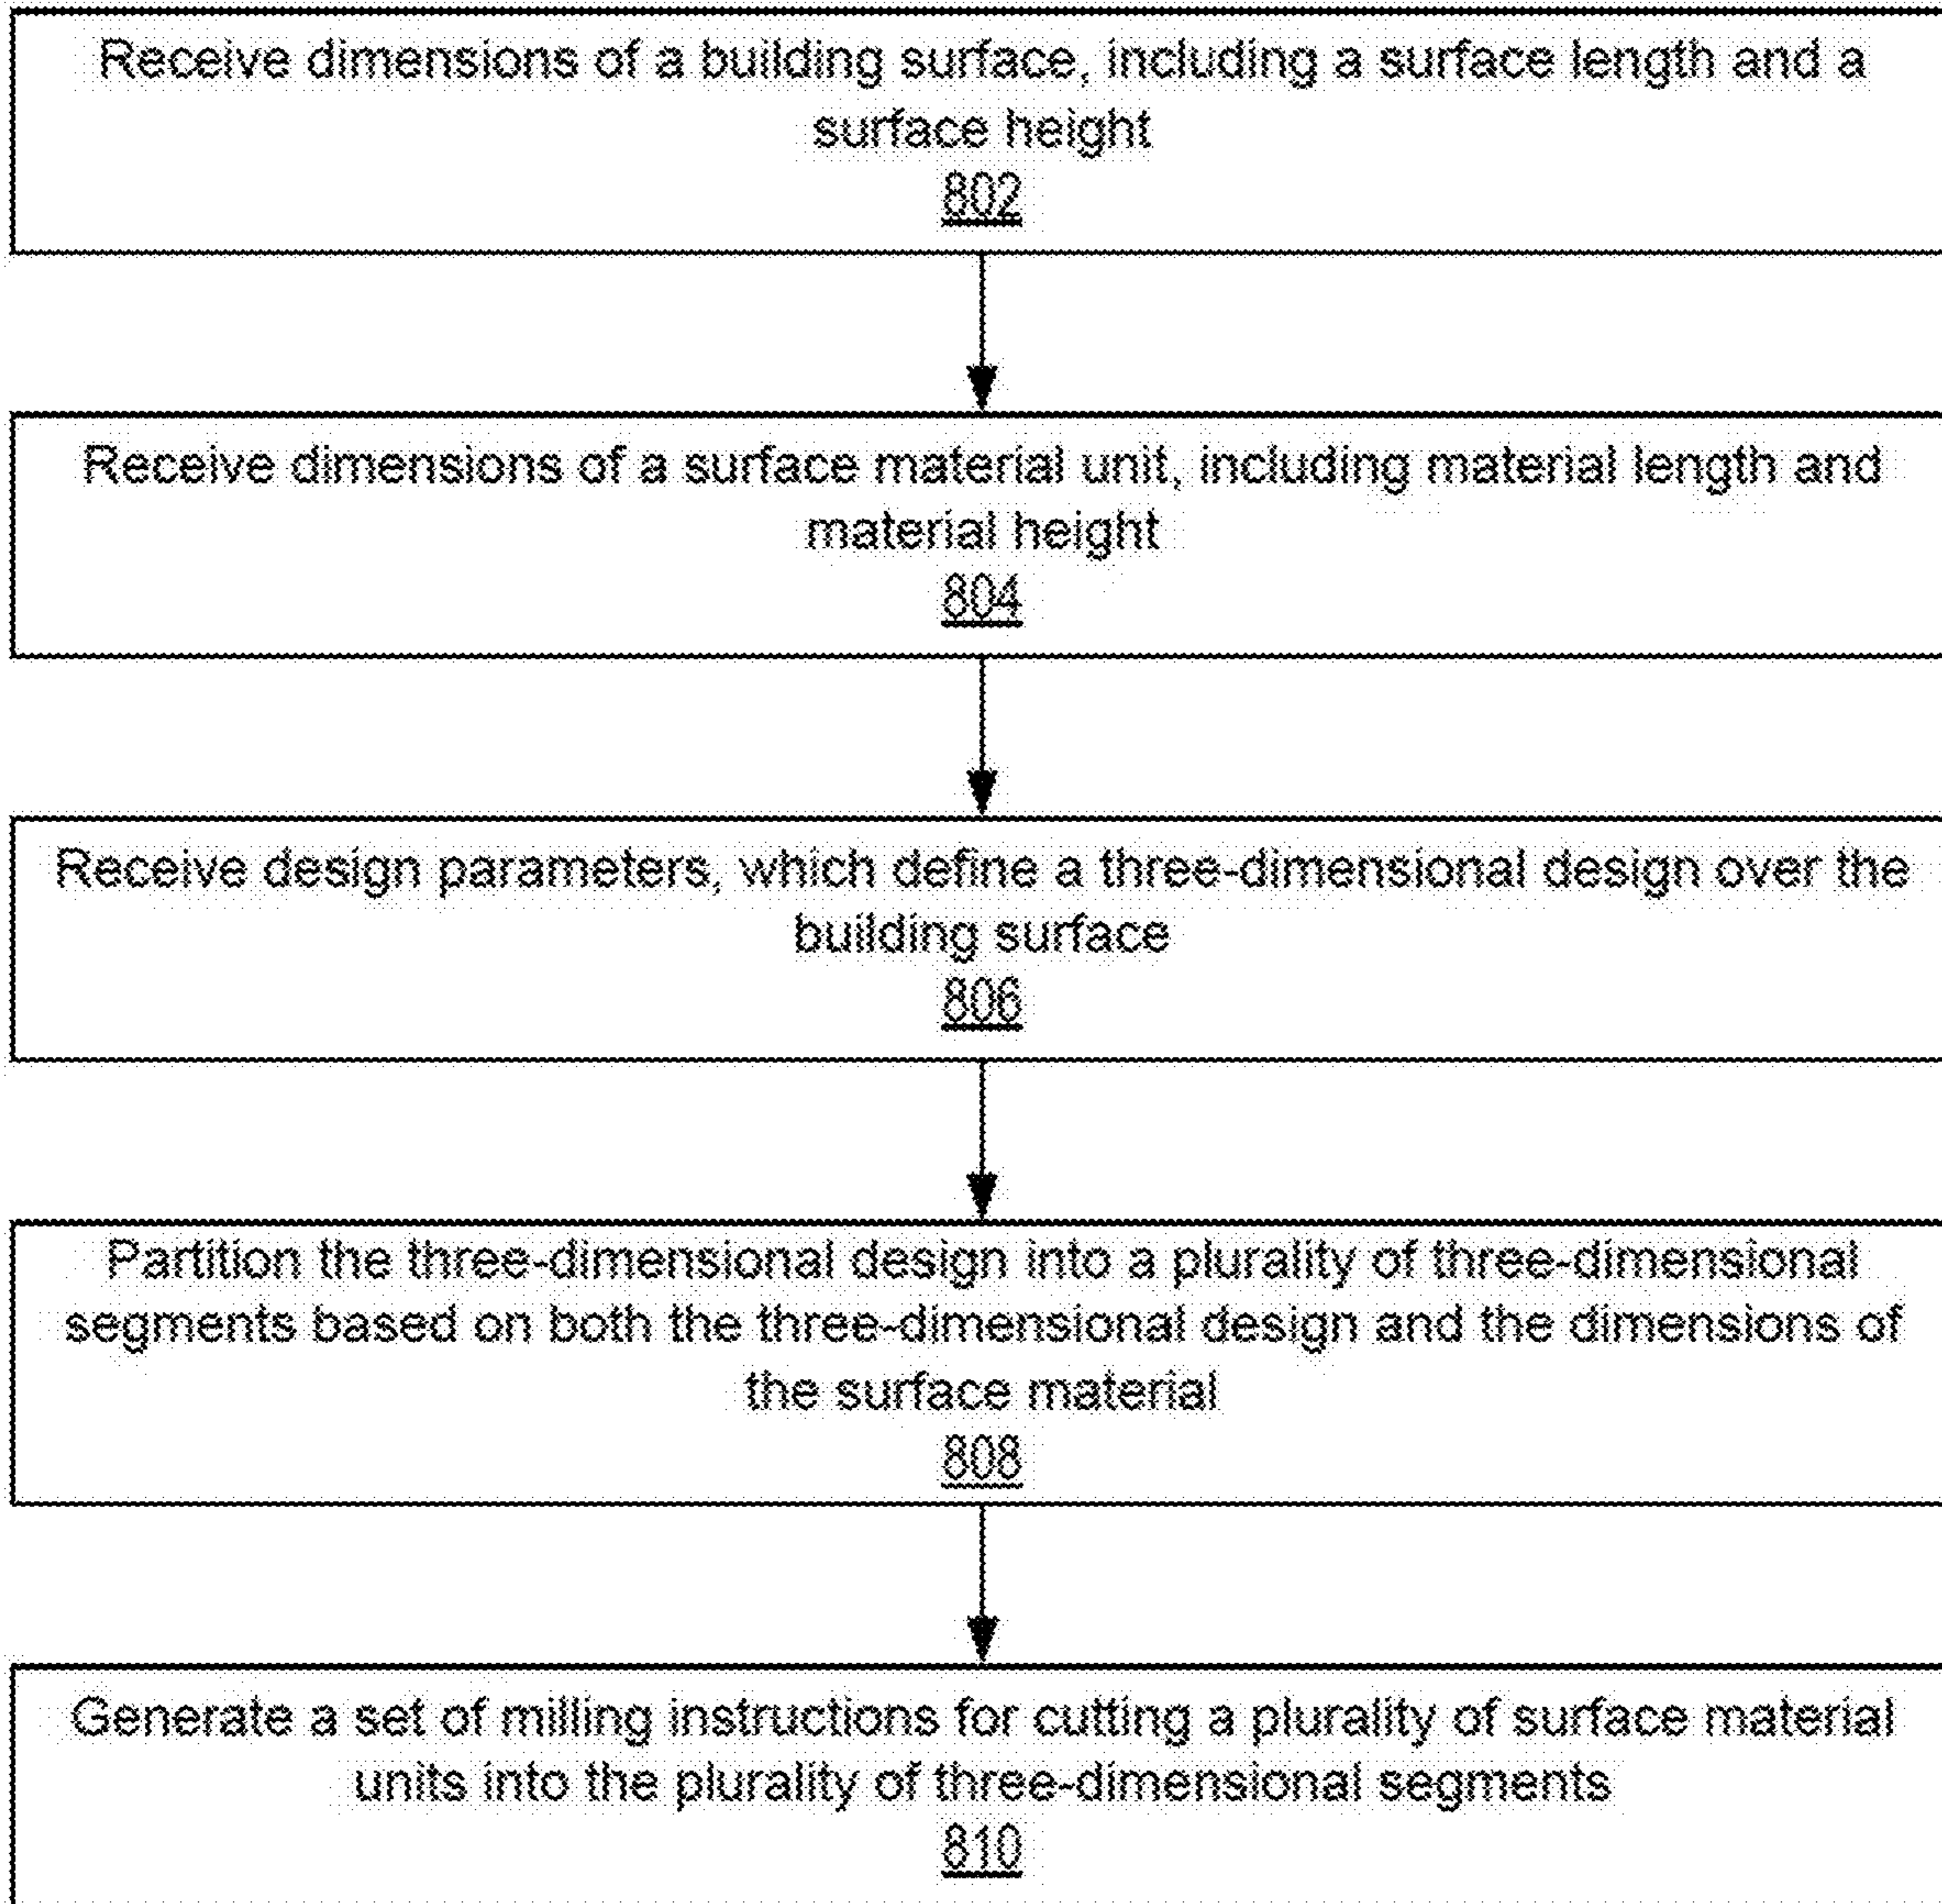 Receive dimensions of a building surface, including a surface length and a
surface height
802
Receive dimensions of a surface material unit, including material length and
material height
804
Receive design parameters, which define a three-dimensional design over the
building surface
806
Partition the three-dimensional design into a plurality of three-dimensional
segments based on both the three-dimensional design and the dimensions of
the surface material
808
Generate a set of milling instructions for cutting a plurality of surface material
units into the plurality of three-dimensional segments
810